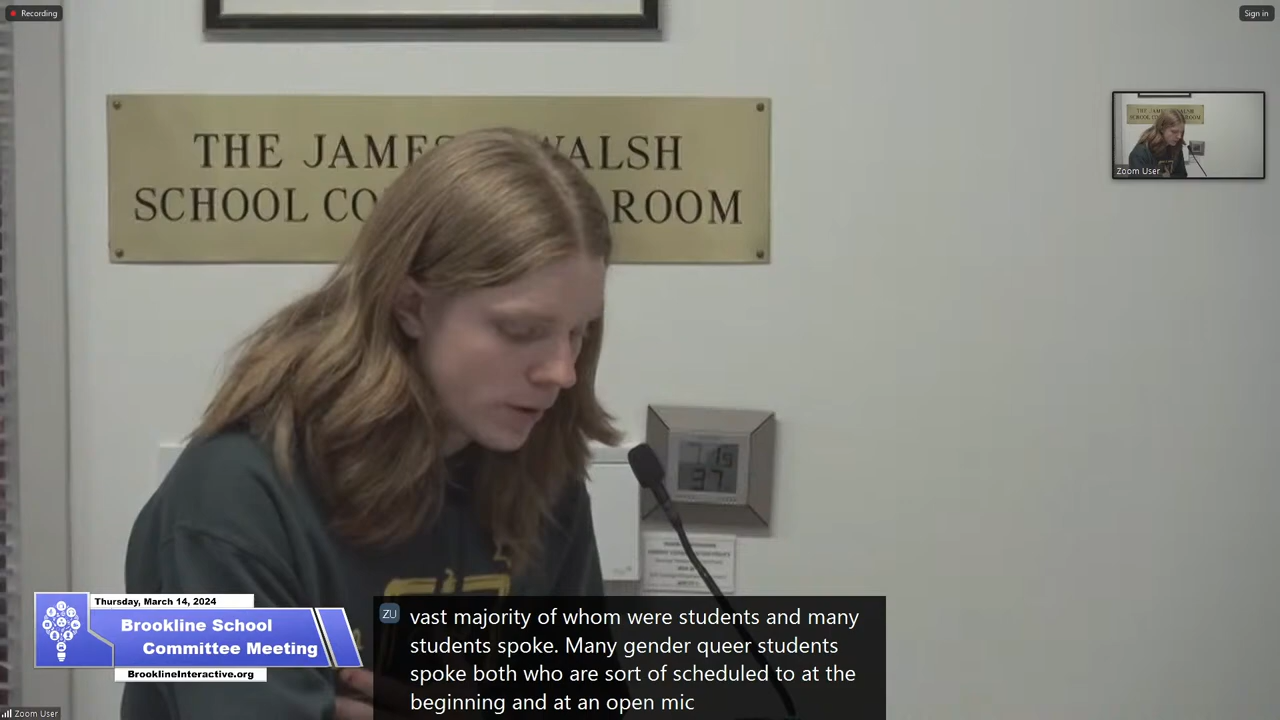 Recording
Sign in
THE JAMES WALSH
SCHOOL CO ROOM
Zoom User
Thursday, March 14, 2024
Brookline School
Committee Meeting
BrooklineInteractive.org
ZU
vast majority of whom were students and many
students spoke. Many gender queer students
spoke both who are sort of scheduled to at the
beginning and at an open mic
Zoom User